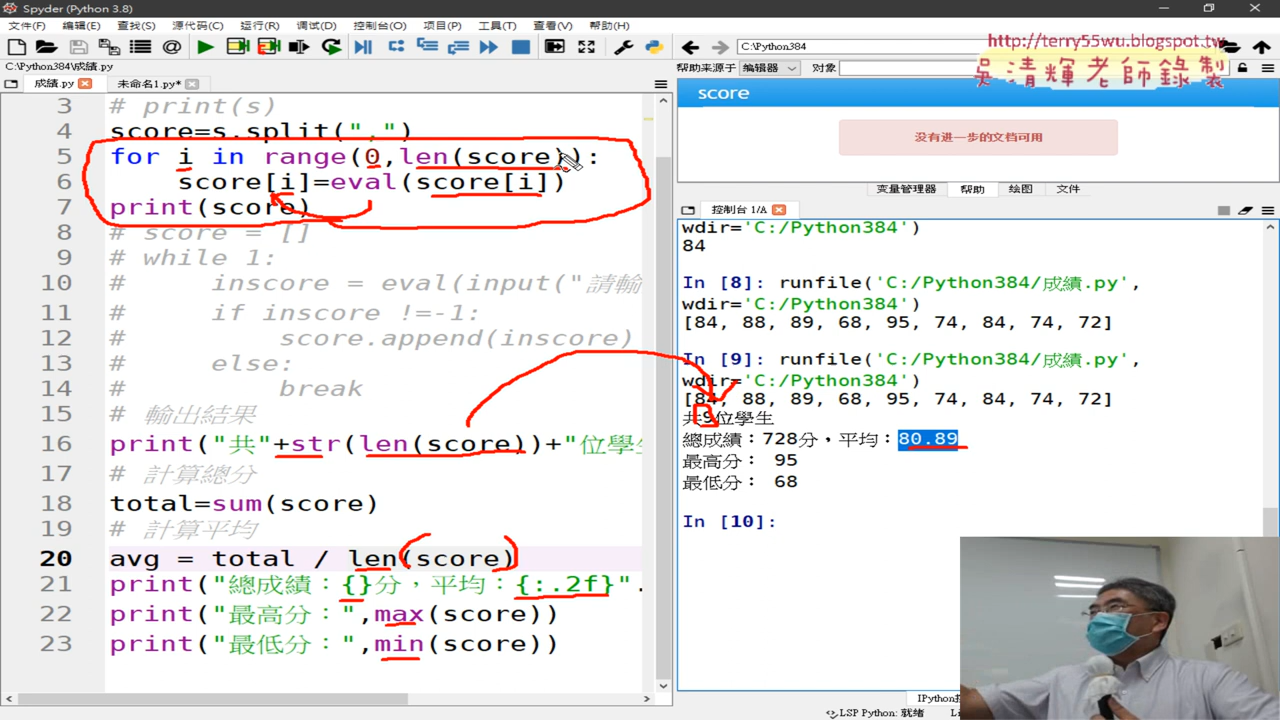 Spyder (Python 3.8)
文件(F) 编辑(E) 查找(S) 源代码(C) 运行(R) 调试(D) 控制台(O) 项目(P) 工具(T) 查看(V) 帮助(H)
C:\Python384
http://terry55wu.blogspot.tw
吳清輝老師錄製
C:\Python384\成績.py
帮助来源于 编辑器 对象
成績.py 未命名1.py*
3 # print(s)
4 score=s.split(",")
5 for i in range(0,len(score)):
6 score[i]=eval(score[i])
7 print(score)
8 # score = []
9 # while 1:
10 # inscore = eval(input("請輸
11 # if inscore !=-1:
12 # score.append(inscore)
13 # else:
14 # break
15 # 輸出結果
16 print("共"+str(len(score))+"位學生
17 # 計算總分
18 total=sum(score)
19 # 計算平均
20 avg = total / len(score)
21 print("總成績：{}分，平均：{:.2f}".
22 print("最高分：",max(score))
23 print("最低分：",min(score))
score
没有進一步的文档可用
变量管理器 帮助 绘图 文件
控制台 1/A
wdir='C:/Python384')
84
In [8]: runfile('C:/Python384/成績.py',
wdir='C:/Python384')
[84, 88, 89, 68, 95, 74, 84, 74, 72]
In [9]: runfile('C:/Python384/成績.py',
wdir='C:/Python384')
[84, 88, 89, 68, 95, 74, 84, 74, 72]
共9位學生
總成績：728分，平均：80.89
最高分： 95
最低分： 68
In [10]:
LSP Python: 就绪